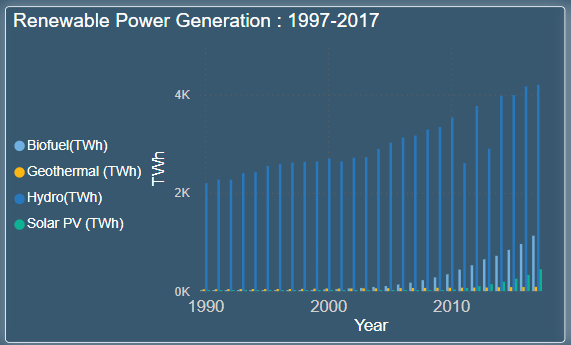 Renewable Power Generation : 1997-2017
Biofuel(TWh)
Geothermal (TWh)
Hydro(TWh)
Solar PV (TWh)
TWh
4K
2K
0K
1990
2000
2010
Year